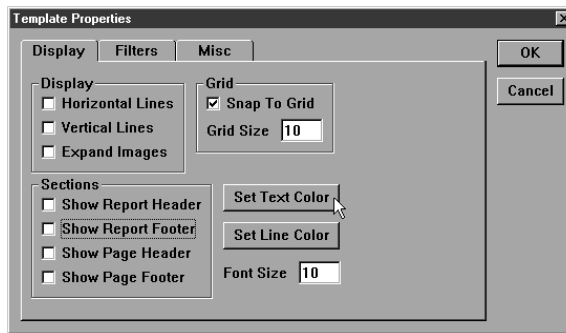 Template Properties
Display Filters Misc
OK
Cancel
Display
Horizontal Lines
Vertical Lines
Expand Images
Grid
Snap To Grid
Grid Size 10
Sections
Show Report Header
Show Report Footer
Show Page Header
Show Page Footer
Set Text Color
Set Line Color
Font Size 10